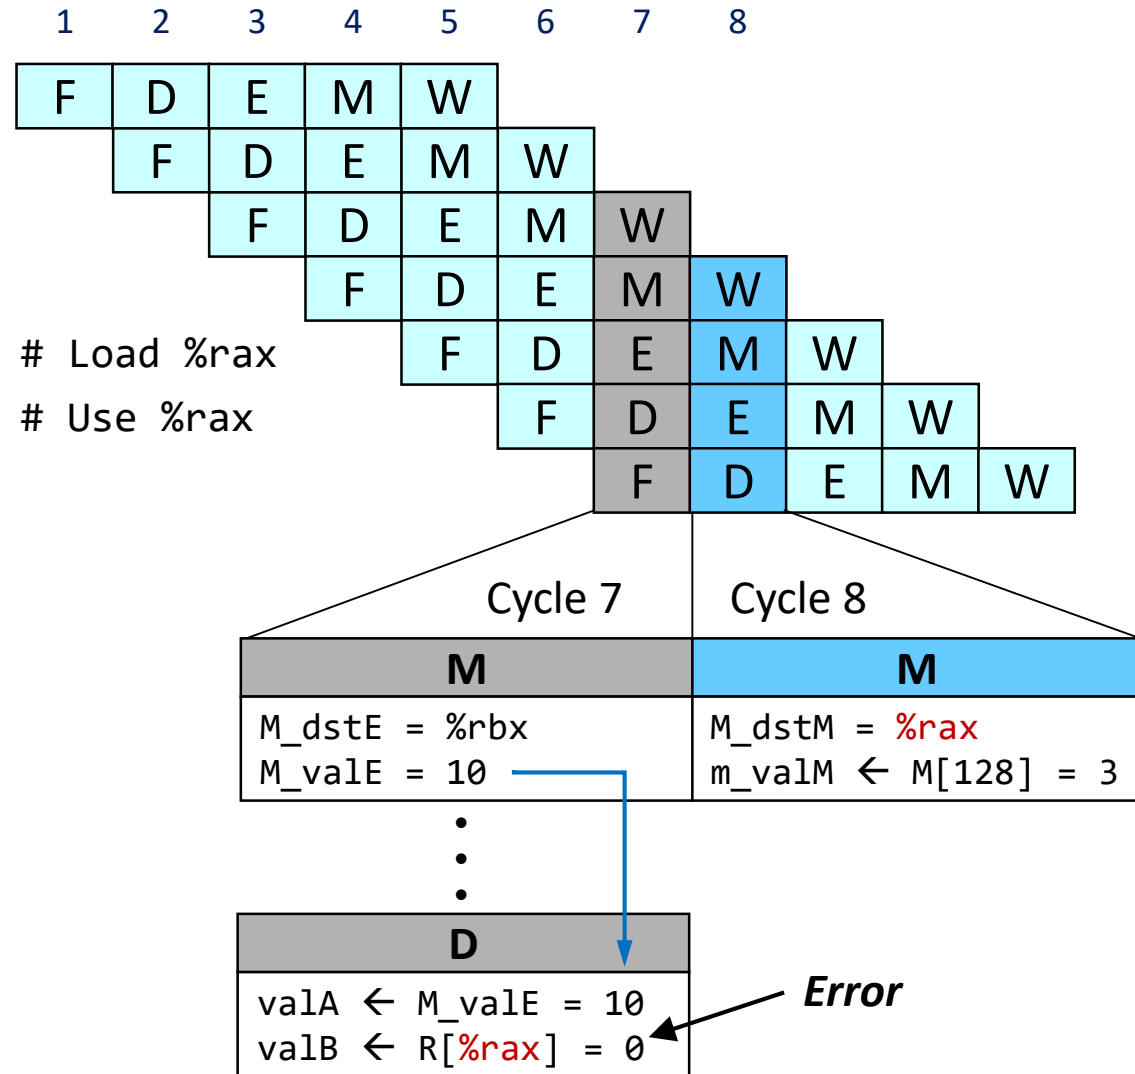 1 2 3 4 5 6 7 8
F D E M W
F D E M W
F D E M W
F D E M W
# Load %rax F D E M W
# Use %rax F D E M W
F D E M W
Cycle 7 Cycle 8
M M
M_dstE = %rbx M_dstM = %rax
M_valE = 10 m_valM ← M[128] = 3
D
valA ← M_valE = 10 Error
valB ← R[%rax] = 0